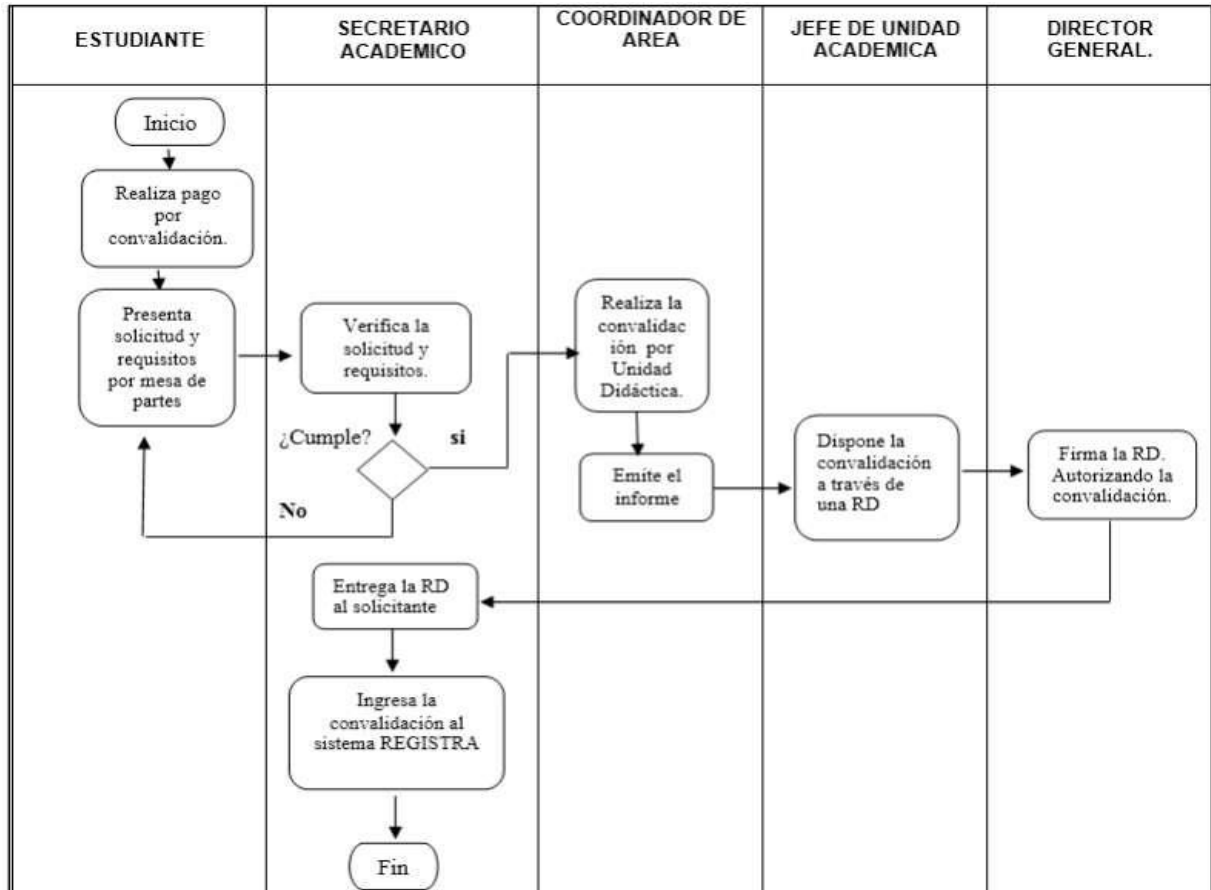 ESTUDIANTE
SECRETARIO
ACADEMICO
COORDINADOR DE
AREA
JEFE DE UNIDAD
ACADEMICA
DIRECTOR
GENERAL.
Inicio
Realiza pago
por
convalidación.
Presenta
solicitud y
requisitos
por mesa de
partes
Verifica la
solicitud y
requisitos.
¿Cumple?
si
No
Realiza la
convalidac
ión por
Unidad
Didáctica.
Emíte el
informe
Dispone la
convalidación
a través de
una RD
Firma la RD.
Autorizando la
convalidación.
Entrega la RD
al solicitante
Ingresa la
convalidación al
sistema REGISTRA
Fin